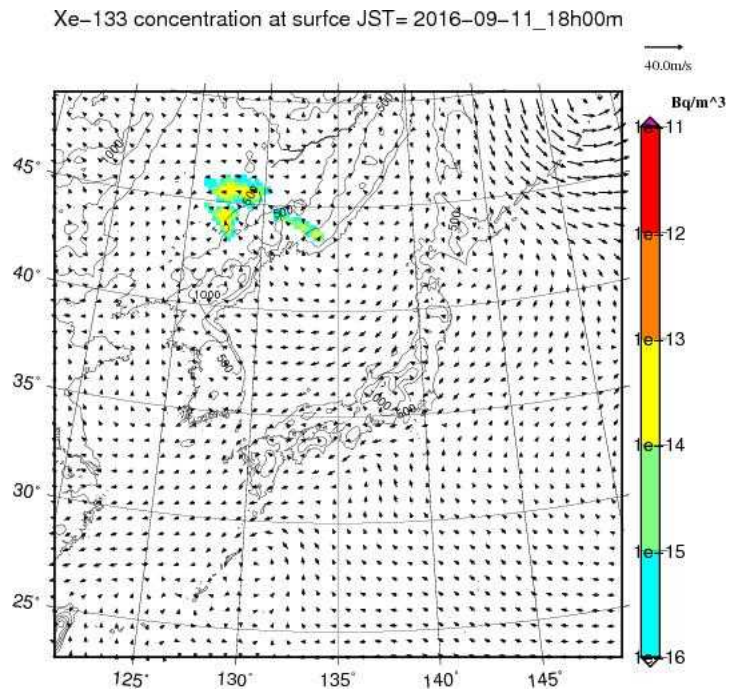 Xe-133 concentration at surfce JST= 2016-09-11_18h00m
40.0m/s
Bq/m^3
1e-11
1e-12
1e-13
1e-14
1e-15
1e-16
45°
40°
35°
30°
25°
125°
130°
135°
140°
145°
1000
500
500
500
500
1000
500
1000
500